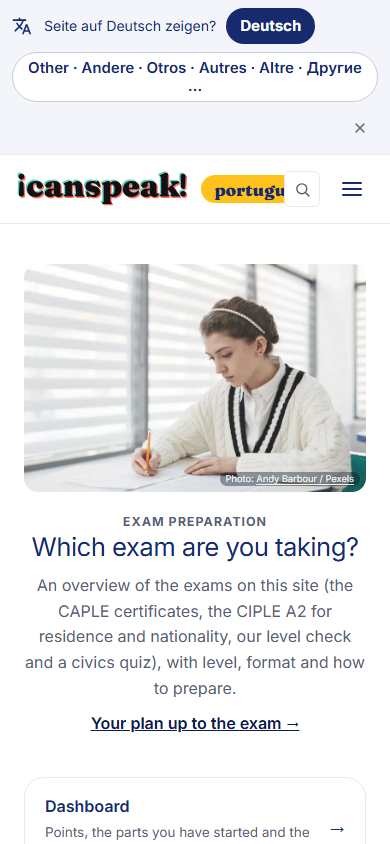 Seite auf Deutsch zeigen?
Deutsch
Other · Andere · Otros · Autres · Altre · Другие
...
icanspeak!
portugu
Photo: Andy Barbour / Pexels
EXAM PREPARATION
Which exam are you taking?
An overview of the exams on this site (the
CAPLE certificates, the CIPLE A2 for
residence and nationality, our level check
and a civics quiz), with level, format and how
to prepare.
Your plan up to the exam →
Dashboard
Points, the parts you have started and the
→